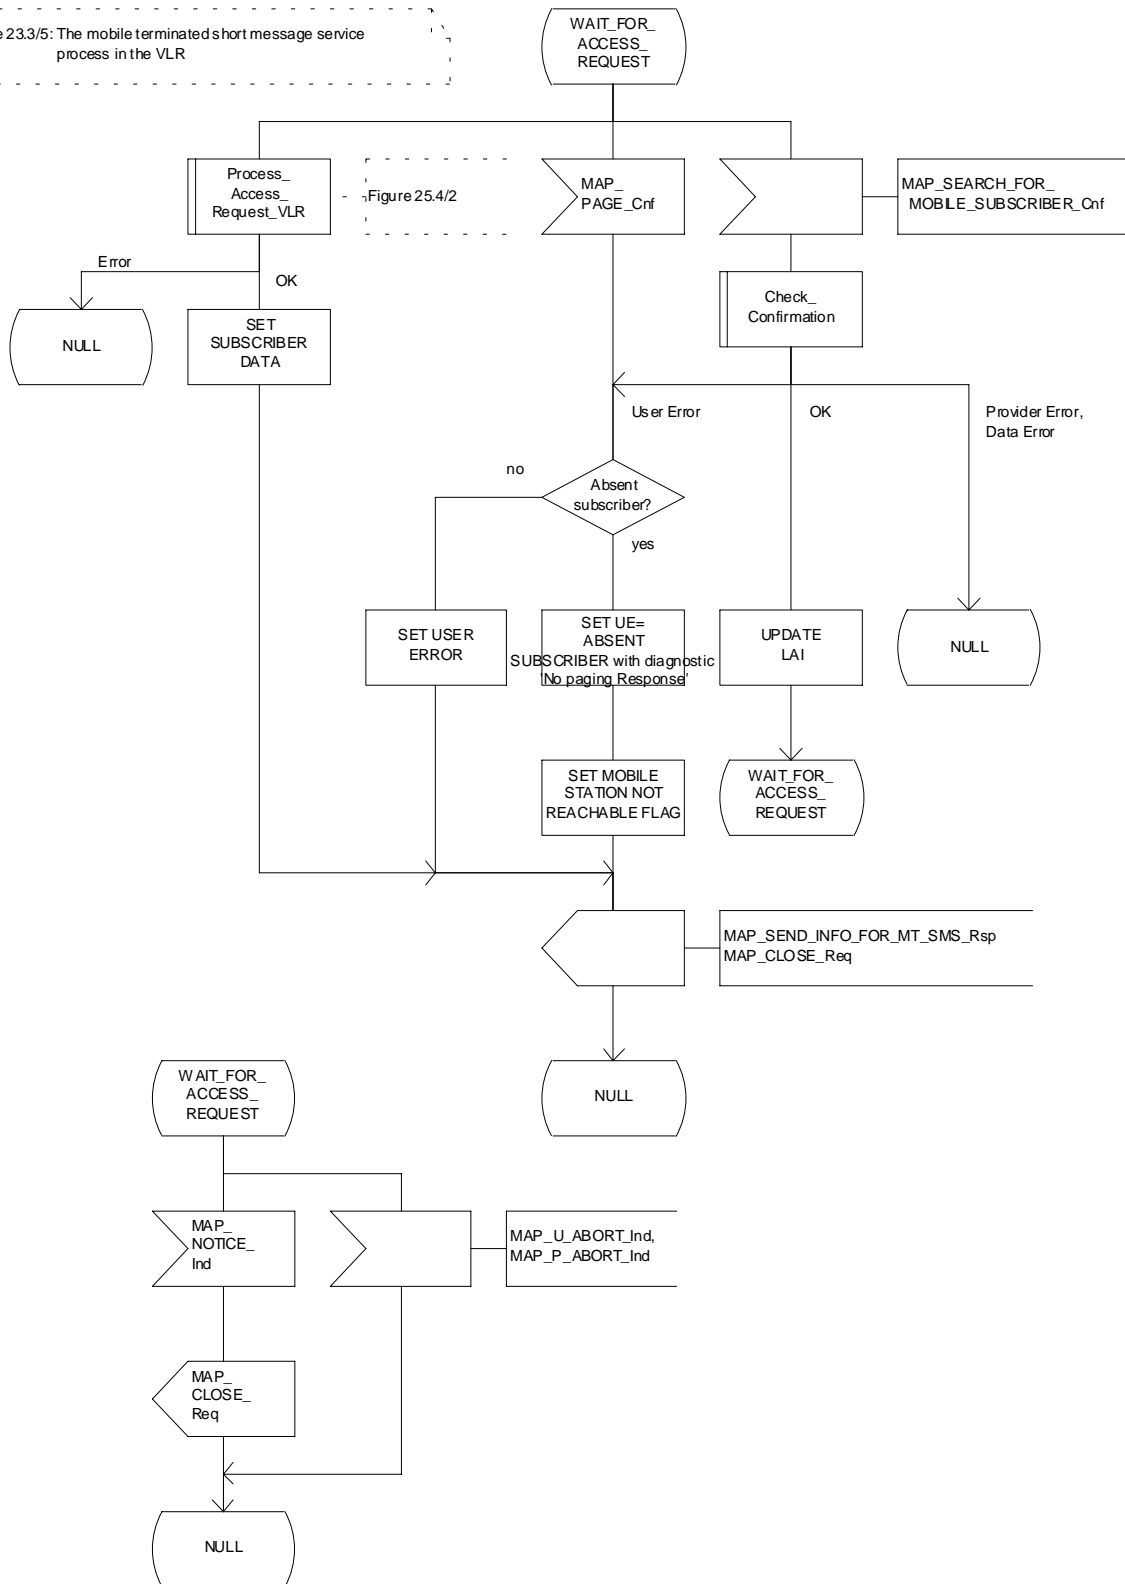 23.3/5: The mobile terminated short message service
process in the VLR
WAIT_FOR_
ACCESS_
REQUEST
Process_
Access_
Request_VLR
Figure 25.4/2
MAP_
PAGE_Cnf
MAP_SEARCH_FOR_
MOBILE_SUBSCRIBER_Cnf
Error
OK
NULL
SET
SUBSCRIBER
DATA
Check_
Confirmation
User Error
OK
Provider Error,
Data Error
no
Absent
subscriber?
yes
SET USER
ERROR
SET UE=
ABSENT
SUBSCRIBER with diagnostic
'No paging Response'
UPDATE
LAI
NULL
SET MOBILE
STATION NOT
REACHABLE FLAG
WAIT_FOR_
ACCESS_
REQUEST
MAP_SEND_INFO_FOR_MT_SMS_Rsp
MAP_CLOSE_Req
NULL
WAIT_FOR_
ACCESS_
REQUEST
MAP_
NOTICE_
Ind
MAP_U_ABORT_Ind,
MAP_P_ABORT_Ind
MAP_
CLOSE_
Req
NULL